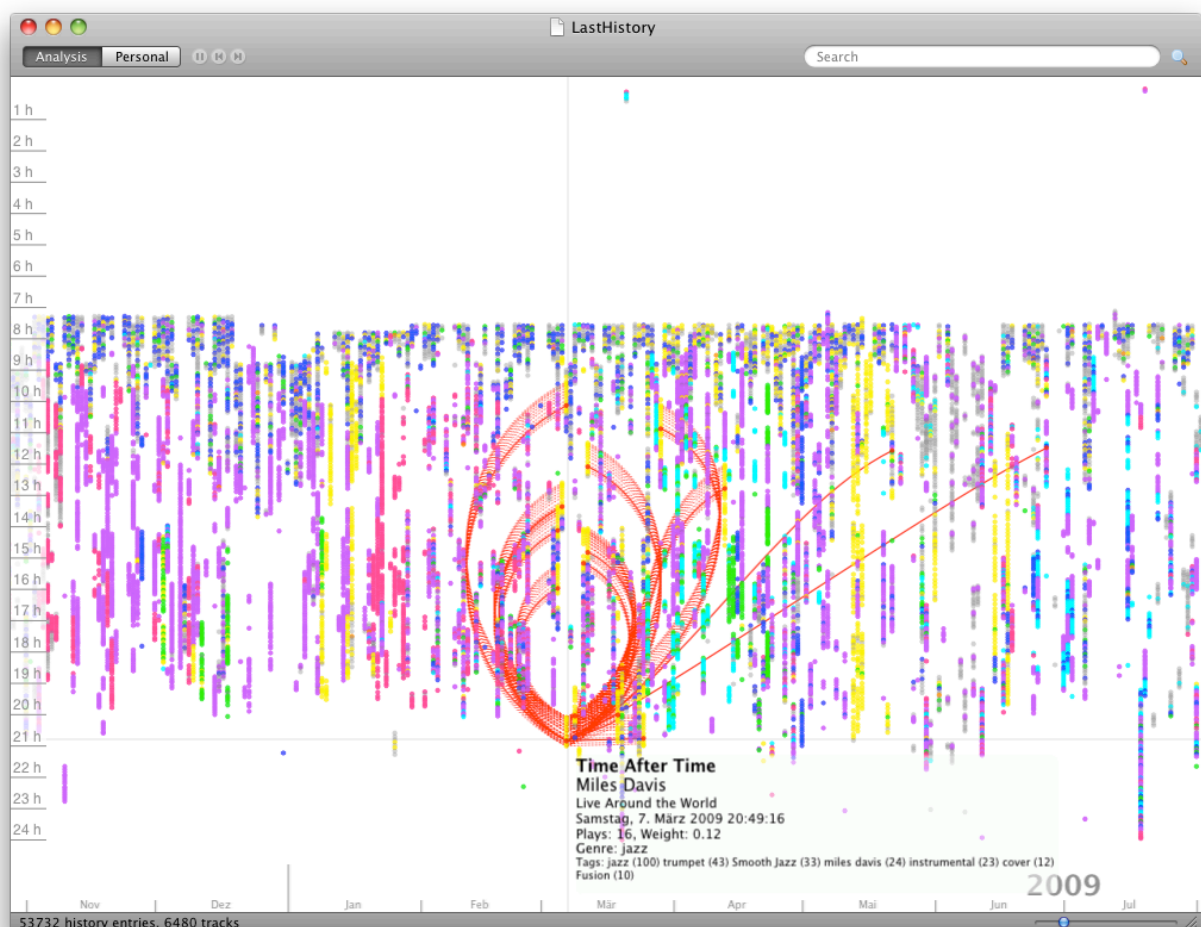 LastHistory
Analysis Personal Search
1 h
2 h
3 h
4 h
5 h
6 h
7 h
8 h
9 h
10 h
11 h
12 h
13 h
14 h
15 h
16 h
17 h
18 h
19 h
20 h
21 h
22 h
23 h
24 h
Time After Time
Miles Davis
Live Around the World
Samstag, 7. März 2009 20:49:16
Plays: 16, Weight: 0.12
Genre: jazz
Tags: jazz (100) trumpet (43) Smooth Jazz (33) miles davis (24) instrumental (23) cover (12)
Fusion (10)
2009
Nov Dez Jan Feb Mär Apr Mai Jun Jul
53732 history entries, 6480 tracks